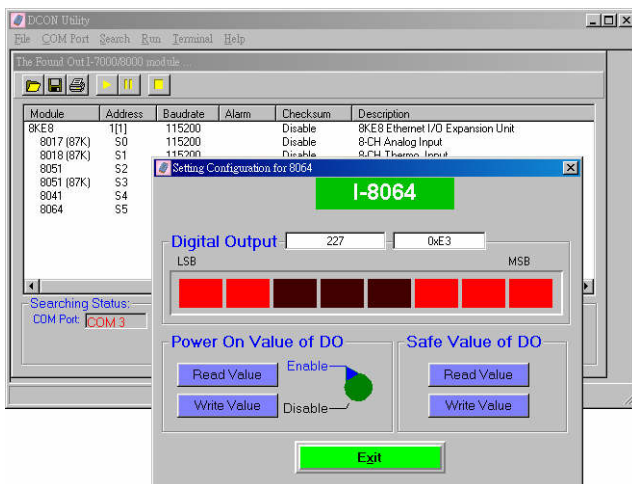 DCON Utility
File COM Port Search Run Terminal Help
The Found Out I-7000/8000 module ...
Module Address Baudrate Alarm Checksum Description
8KE8 1[1] 115200 Disable 8KE8 Ethernet I/O Expansion Unit
8017 (87K) S0 115200 Disable 8-CH Analog Input
8018 (87K) S1 115200 Disable 8-CH Thermo. Input
8051 S2
8051 (87K) S3
8041 S4
8064 S5
Setting Configuration for 8064
I-8064
Digital Output 227 0xE3
LSB MSB
Searching Status:
COM Port: COM 3
Power On Value of DO
Read Value Enable
Write Value Disable
Safe Value of DO
Read Value
Write Value
Exit